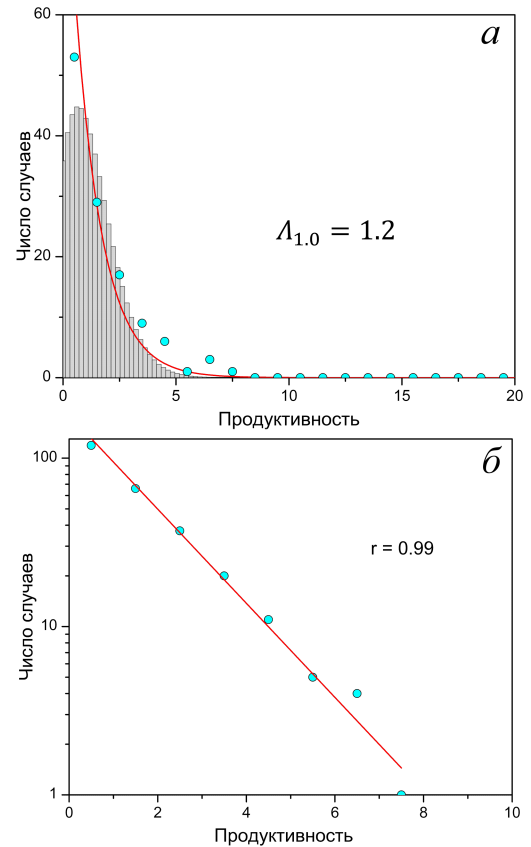 а
60
40
20
0
Число случаев
Λ1.0 = 1.2
0 5 10 15 20
Продуктивность
б
100
10
1
Число случаев
r = 0.99
0 2 4 6 8 10
Продуктивность